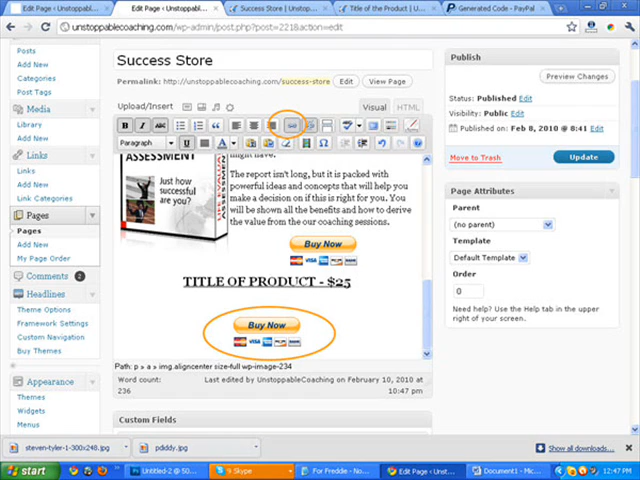 Edit Page ‹ Unstoppabl
Edit Page ‹ Unstoppabl
Success Store | Unstopp
Title of the Product | U
Generated Code - PayPal
unstoppablecoaching.com/wp-admin/post.php?post=221&action=edit
Posts
Add New
Categories
Post Tags
Media
Library
Add New
Links
Links
Add New
Link Categories
Pages
Pages
Add New
My Page Order
Comments 2
Headlines
Theme Options
Framework Settings
Custom Navigation
Buy Themes
Appearance
Themes
Widgets
Menus
Success Store
Permalink: http://unstoppablecoaching.com/success-store Edit View Page
Upload/Insert Visual HTML
B I ABC
Paragraph U A
ASSESSMENT
Just how
successful
are you?
might have.
The report isn't long, but it is packed with
powerful ideas and concepts that will help you
make a decision on if this is right for you. You
will be shown all the benefits and how to derive
the value from our coaching sessions.
Buy Now
VISA
TITLE OF PRODUCT - $25
Buy Now
VISA
Path: p » a » img.aligncenter size-full wp-image-234
Word count: 236
Last edited by UnstoppableCoaching on February 10, 2010 at 10:47 pm
Custom Fields
Publish
Preview Changes
Status: Published Edit
Visibility: Public Edit
Published on: Feb 8, 2010 @ 8:41 Edit
Move to Trash Update
Page Attributes
Parent
(no parent)
Template
Default Template
Order
0
Need help? Use the Help tab in the upper
right of your screen.
steven-tyler-1-300x248.jpg
pdiddy.jpg
Show all downloads...
start
Untitled-2 @ 50...
9 Skype
For Freddie - No...
Edit Page ‹ Unst...
Document1 - Mic...
12:47 PM